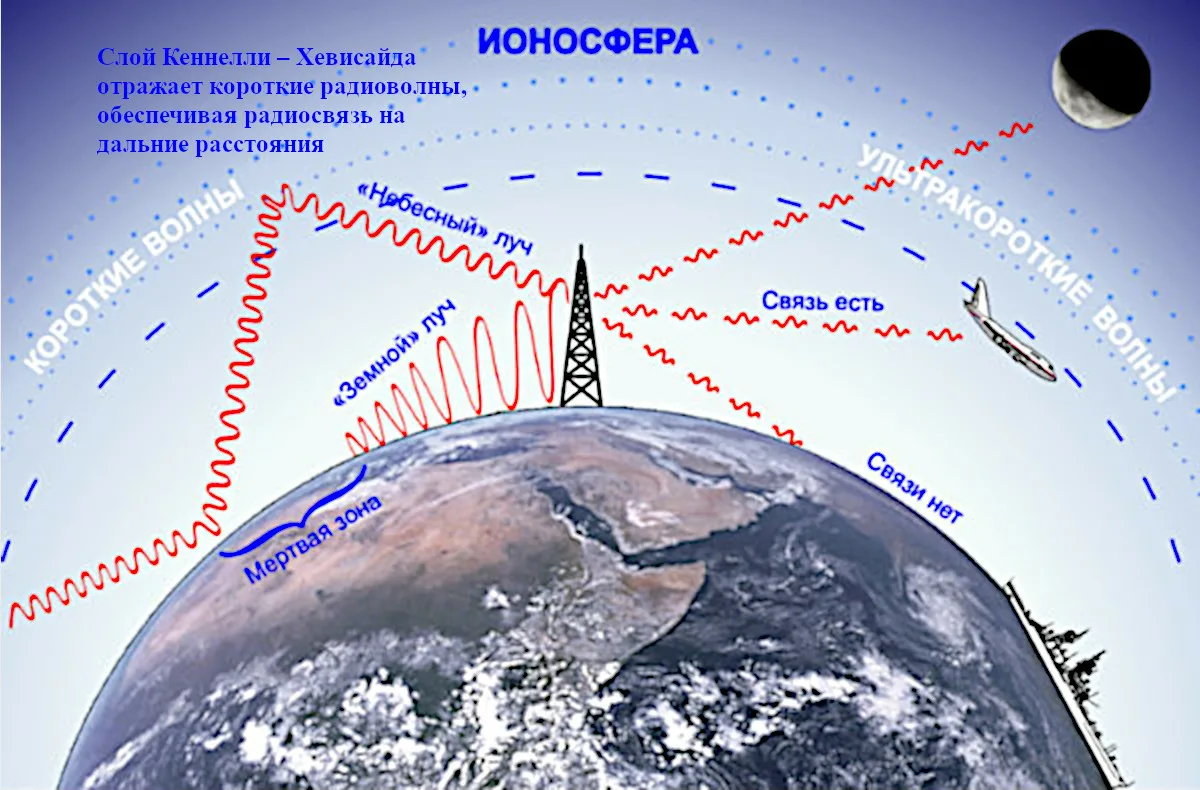 ИОНОСФЕРА
Слой Кеннелли – Хевисайда
отражает короткие радиоволны,
обеспечивая радиосвязь на
дальние расстояния
КОРОТКИЕ ВОЛНЫ
«Небесный» луч
«Земной» луч
Мертвая зона
УЛЬТРАКОРОТКИЕ ВОЛНЫ
Связь есть
Связи нет